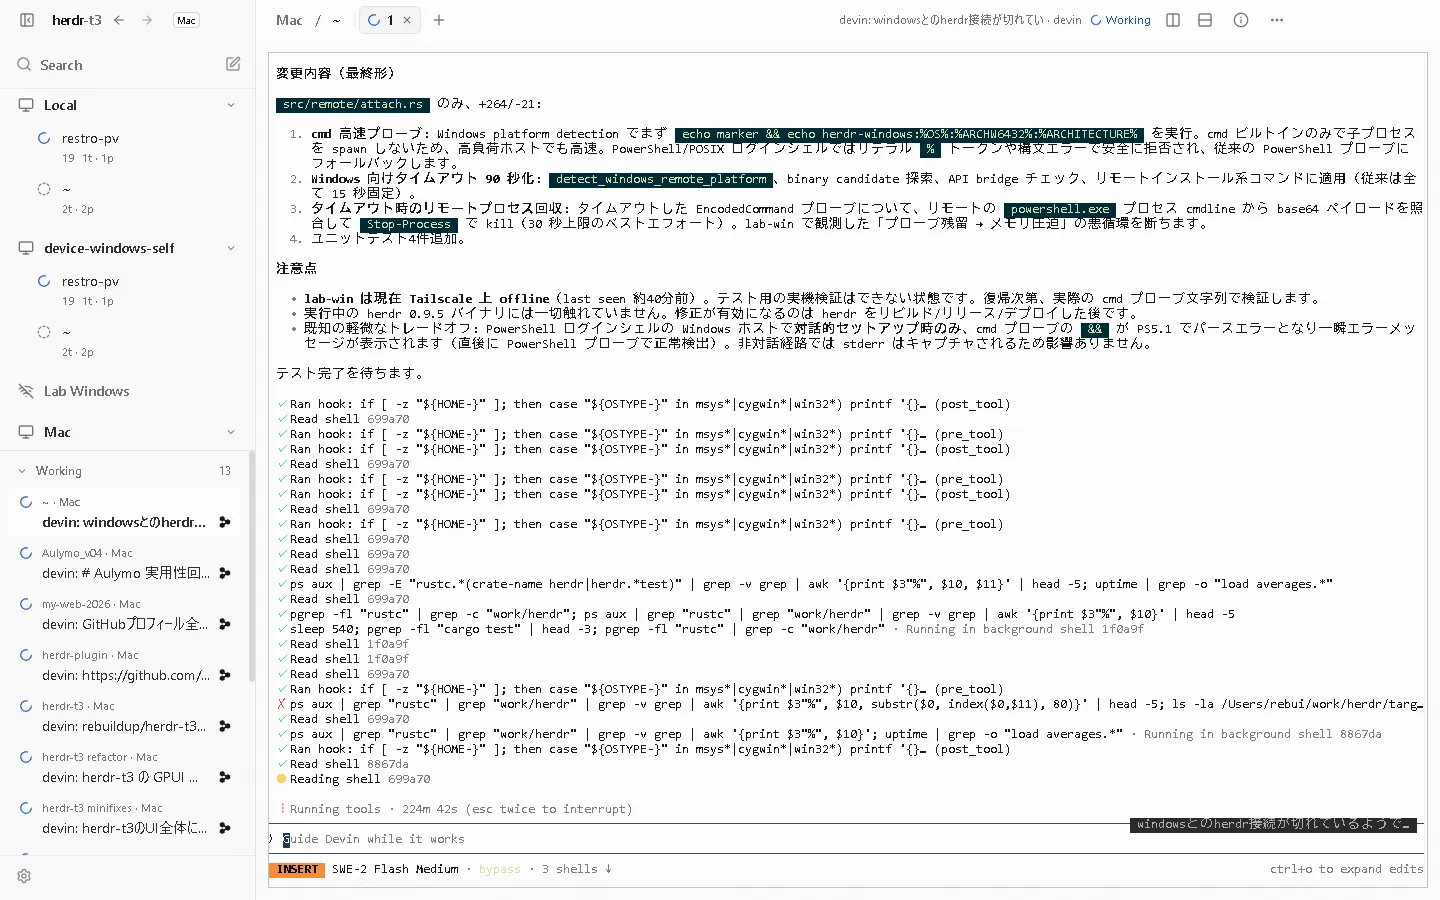 herdr-t3 ← → Mac
Search
Local
restro-pv
19 1t · 1p
~
2t · 2p
device-windows-self
restro-pv
19 1t · 1p
~
2t · 2p
Lab Windows
Mac
Working 13
~ · Mac
devin: windowsとのherdr...
Aulymo_v04 · Mac
devin: # Aulymo 実用性回...
my-web-2026 · Mac
devin: GitHubプロフィール全...
herdr-plugin · Mac
devin: https://github.com/...
herdr-t3 · Mac
devin: rebuildup/herdr-t3...
herdr-t3 refactor · Mac
devin: herdr-t3 の GPUI ...
herdr-t3 minifixes · Mac
devin: herdr-t3のUI全体に...
Mac / ~ 1 × +
devin: windowsとのherdr接続が切れてい · devin Working
変更内容（最終形）
src/remote/attach.rs のみ、+264/-21:
1. cmd 高速プローブ: Windows platform detection でまず echo marker && echo herdr-windows:%OS%:%ARCHW6432%:%ARCHITECTURE% を実行。cmd ビルトインのみで子プロセス
を spawn しないため、高負荷ホストでも高速。PowerShell/POSIX ログインシェルではリテラル % トークンや構文エラーで安全に拒否され、従来の PowerShell プローブに
フォールバックします。
2. Windows 向けタイムアウト 90 秒化: detect_windows_remote_platform、binary candidate 探索、API bridge チェック、リモートインストール系コマンドに適用（従来は全
て 15 秒固定）。
3. タイムアウト時のリモートプロセス回収: タイムアウトした EncodedCommand プローブについて、リモートの powershell.exe プロセス cmdline から base64 ペイロードを照
合して Stop-Process で kill（30 秒上限のベストエフォート）。lab-win で観測した「プローブ残留 → メモリ圧迫」の悪循環を断ちます。
4. ユニットテスト4件追加。
注意点
• lab-win は現在 Tailscale 上 offline（last seen 約40分前）。テスト用の実機検証はできない状態です。復帰次第、実際の cmd プローブ文字列で検証します。
• 実行中の herdr 0.9.5 バイナリには一切触れていません。修正が有効になるのは herdr をリビルド/リリース/デプロイした後です。
• 既知の軽微なトレードオフ: PowerShell ログインシェルの Windows ホストで対話的セットアップ時のみ、cmd プローブの && が PS5.1 でパースエラーとなり一瞬エラーメッ
セージが表示されます（直後に PowerShell プローブで正常検出）。非対話経路では stderr はキャプチャされるため影響ありません。
テスト完了を待ちます。
✓Ran hook: if [ -z "${HOME-}" ]; then case "${OSTYPE-}" in msys*|cygwin*|win32*) printf '{}… (post_tool)
✓Read shell 699a70
✓Ran hook: if [ -z "${HOME-}" ]; then case "${OSTYPE-}" in msys*|cygwin*|win32*) printf '{}… (pre_tool)
✓Ran hook: if [ -z "${HOME-}" ]; then case "${OSTYPE-}" in msys*|cygwin*|win32*) printf '{}… (post_tool)
✓Read shell 699a70
✓Ran hook: if [ -z "${HOME-}" ]; then case "${OSTYPE-}" in msys*|cygwin*|win32*) printf '{}… (pre_tool)
✓Ran hook: if [ -z "${HOME-}" ]; then case "${OSTYPE-}" in msys*|cygwin*|win32*) printf '{}… (post_tool)
✓Read shell 699a70
✓Ran hook: if [ -z "${HOME-}" ]; then case "${OSTYPE-}" in msys*|cygwin*|win32*) printf '{}… (pre_tool)
✓Read shell 699a70
✓Read shell 699a70
✓Read shell 699a70
✓ps aux | grep -E "rustc.*(crate-name herdr|herdr.*test)" | grep -v grep | awk '{print $3"%", $10, $11}' | head -5; uptime | grep -o "load averages.*"
✓Read shell 699a70
✓pgrep -fl "rustc" | grep -c "work/herdr"; ps aux | grep "rustc" | grep "work/herdr" | grep -v grep | awk '{print $3"%", $10}' | head -5
✓sleep 540; pgrep -fl "cargo test" | head -3; pgrep -fl "rustc" | grep -c "work/herdr" · Running in background shell 1f0a9f
✓Read shell 1f0a9f
✓Read shell 1f0a9f
✓Read shell 699a70
✓Ran hook: if [ -z "${HOME-}" ]; then case "${OSTYPE-}" in msys*|cygwin*|win32*) printf '{}… (pre_tool)
✗ps aux | grep "rustc" | grep "work/herdr" | grep -v grep | awk '{print $3"%", $10, substr($0, index($0,$11), 80)}' | head -5; ls -la /Users/rebui/work/herdr/targ…
✓Read shell 699a70
✓ps aux | grep "rustc" | grep "work/herdr" | grep -v grep | awk '{print $3"%", $10}'; uptime | grep -o "load averages.*" · Running in background shell 8867da
✓Ran hook: if [ -z "${HOME-}" ]; then case "${OSTYPE-}" in msys*|cygwin*|win32*) printf '{}… (post_tool)
✓Read shell 8867da
Reading shell 699a70
Running tools · 224m 42s (esc twice to interrupt)
windowsとのherdr接続が切れているようで…
Guide Devin while it works
INSERT SWE-2 Flash Medium · bypass · 3 shells ↓ ctrl+o to expand edits